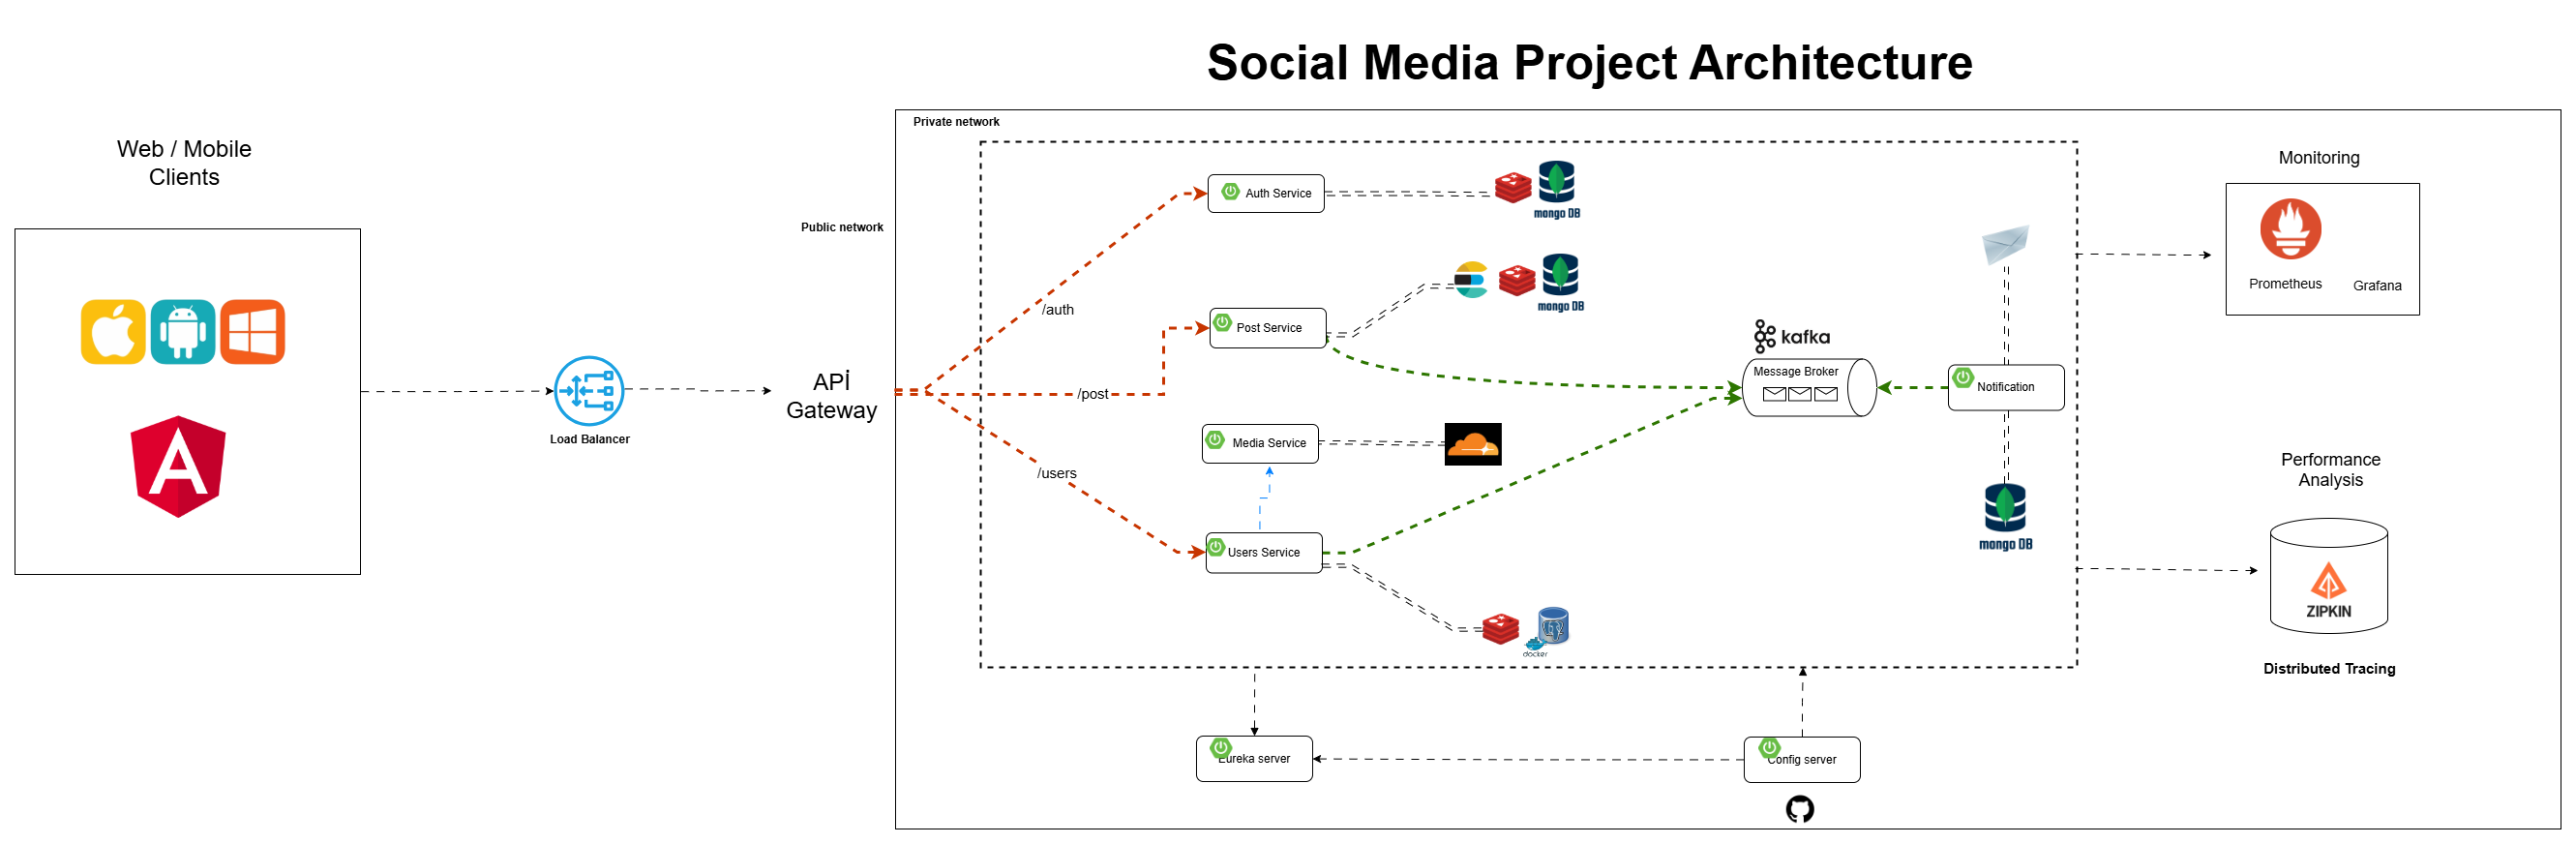 Social Media Project Architecture
Private network
Web / Mobile
Clients
Public network
Load Balancer
APİ
Gateway
/auth
/post
/users
Auth Service
mongo DB
Post Service
mongo DB
Media Service
Users Service
docker
kafka
Message Broker
Notification
mongo DB
Monitoring
Prometheus
Grafana
Performance
Analysis
ZIPKIN
Distributed Tracing
Eureka server
Config server